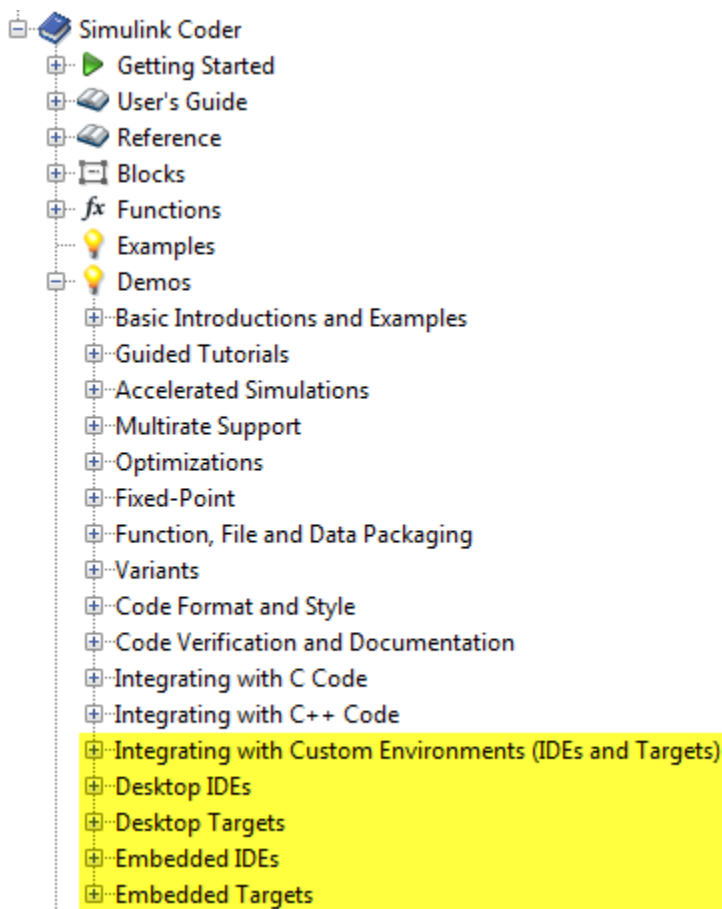 Simulink Coder
Getting Started
User's Guide
Reference
Blocks
fx Functions
Examples
Demos
Basic Introductions and Examples
Guided Tutorials
Accelerated Simulations
Multirate Support
Optimizations
Fixed-Point
Function, File and Data Packaging
Variants
Code Format and Style
Code Verification and Documentation
Integrating with C Code
Integrating with C++ Code
Integrating with Custom Environments (IDEs and Targets)
Desktop IDEs
Desktop Targets
Embedded IDEs
Embedded Targets